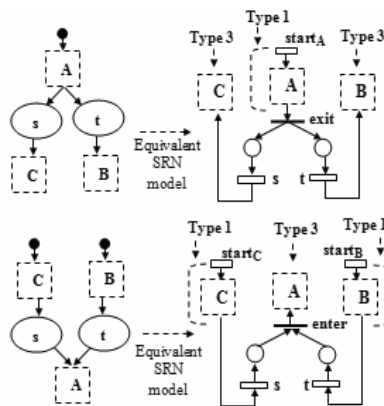 Type 1
Type 3
start_A
Type 3
A
C
A
B
s
t
exit
C
B
Equivalent
SRN
model
s
t
Type 1
Type 3
Type 1
start_C
start_B
C
B
C
A
B
s
t
enter
A
Equivalent
SRN
model
s
t